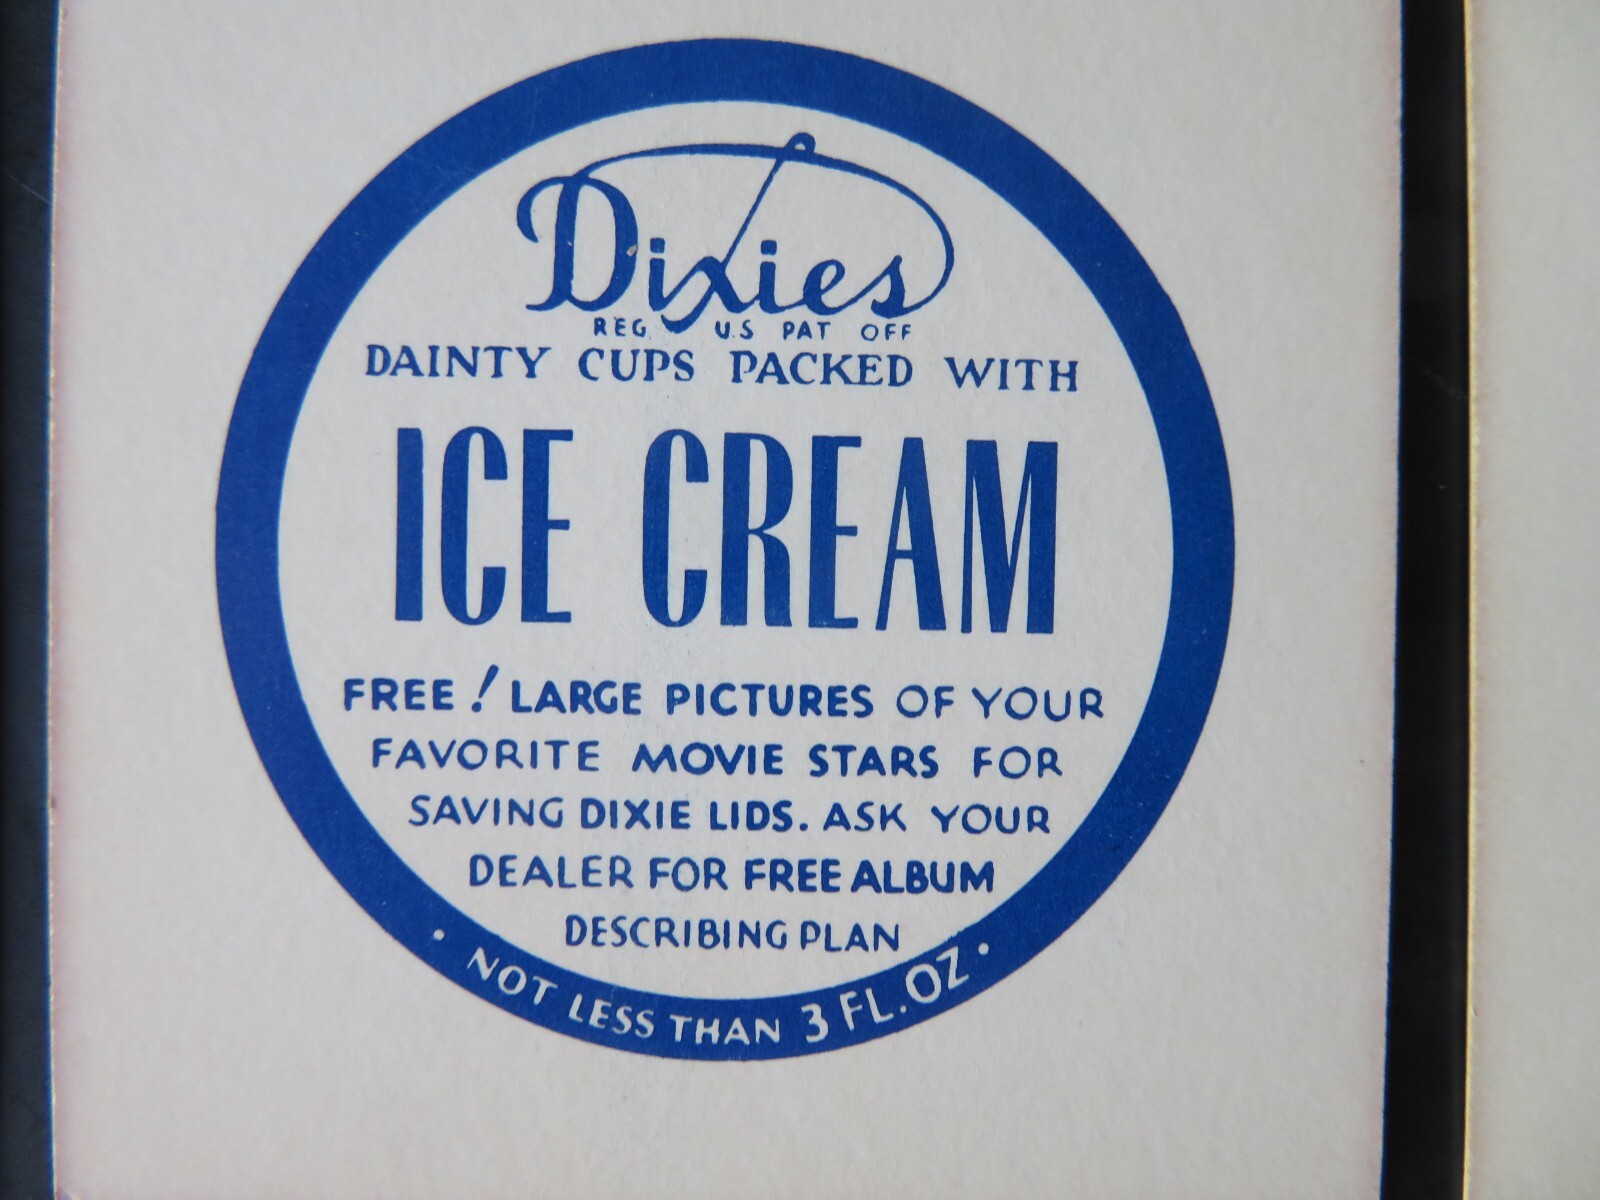 Dixies
REG. U.S PAT OFF
DAINTY CUPS PACKED WITH
ICE CREAM
FREE! LARGE PICTURES OF YOUR
FAVORITE MOVIE STARS FOR
SAVING DIXIE LIDS. ASK YOUR
DEALER FOR FREE ALBUM
DESCRIBING PLAN
• NOT LESS THAN 3 FL. OZ •